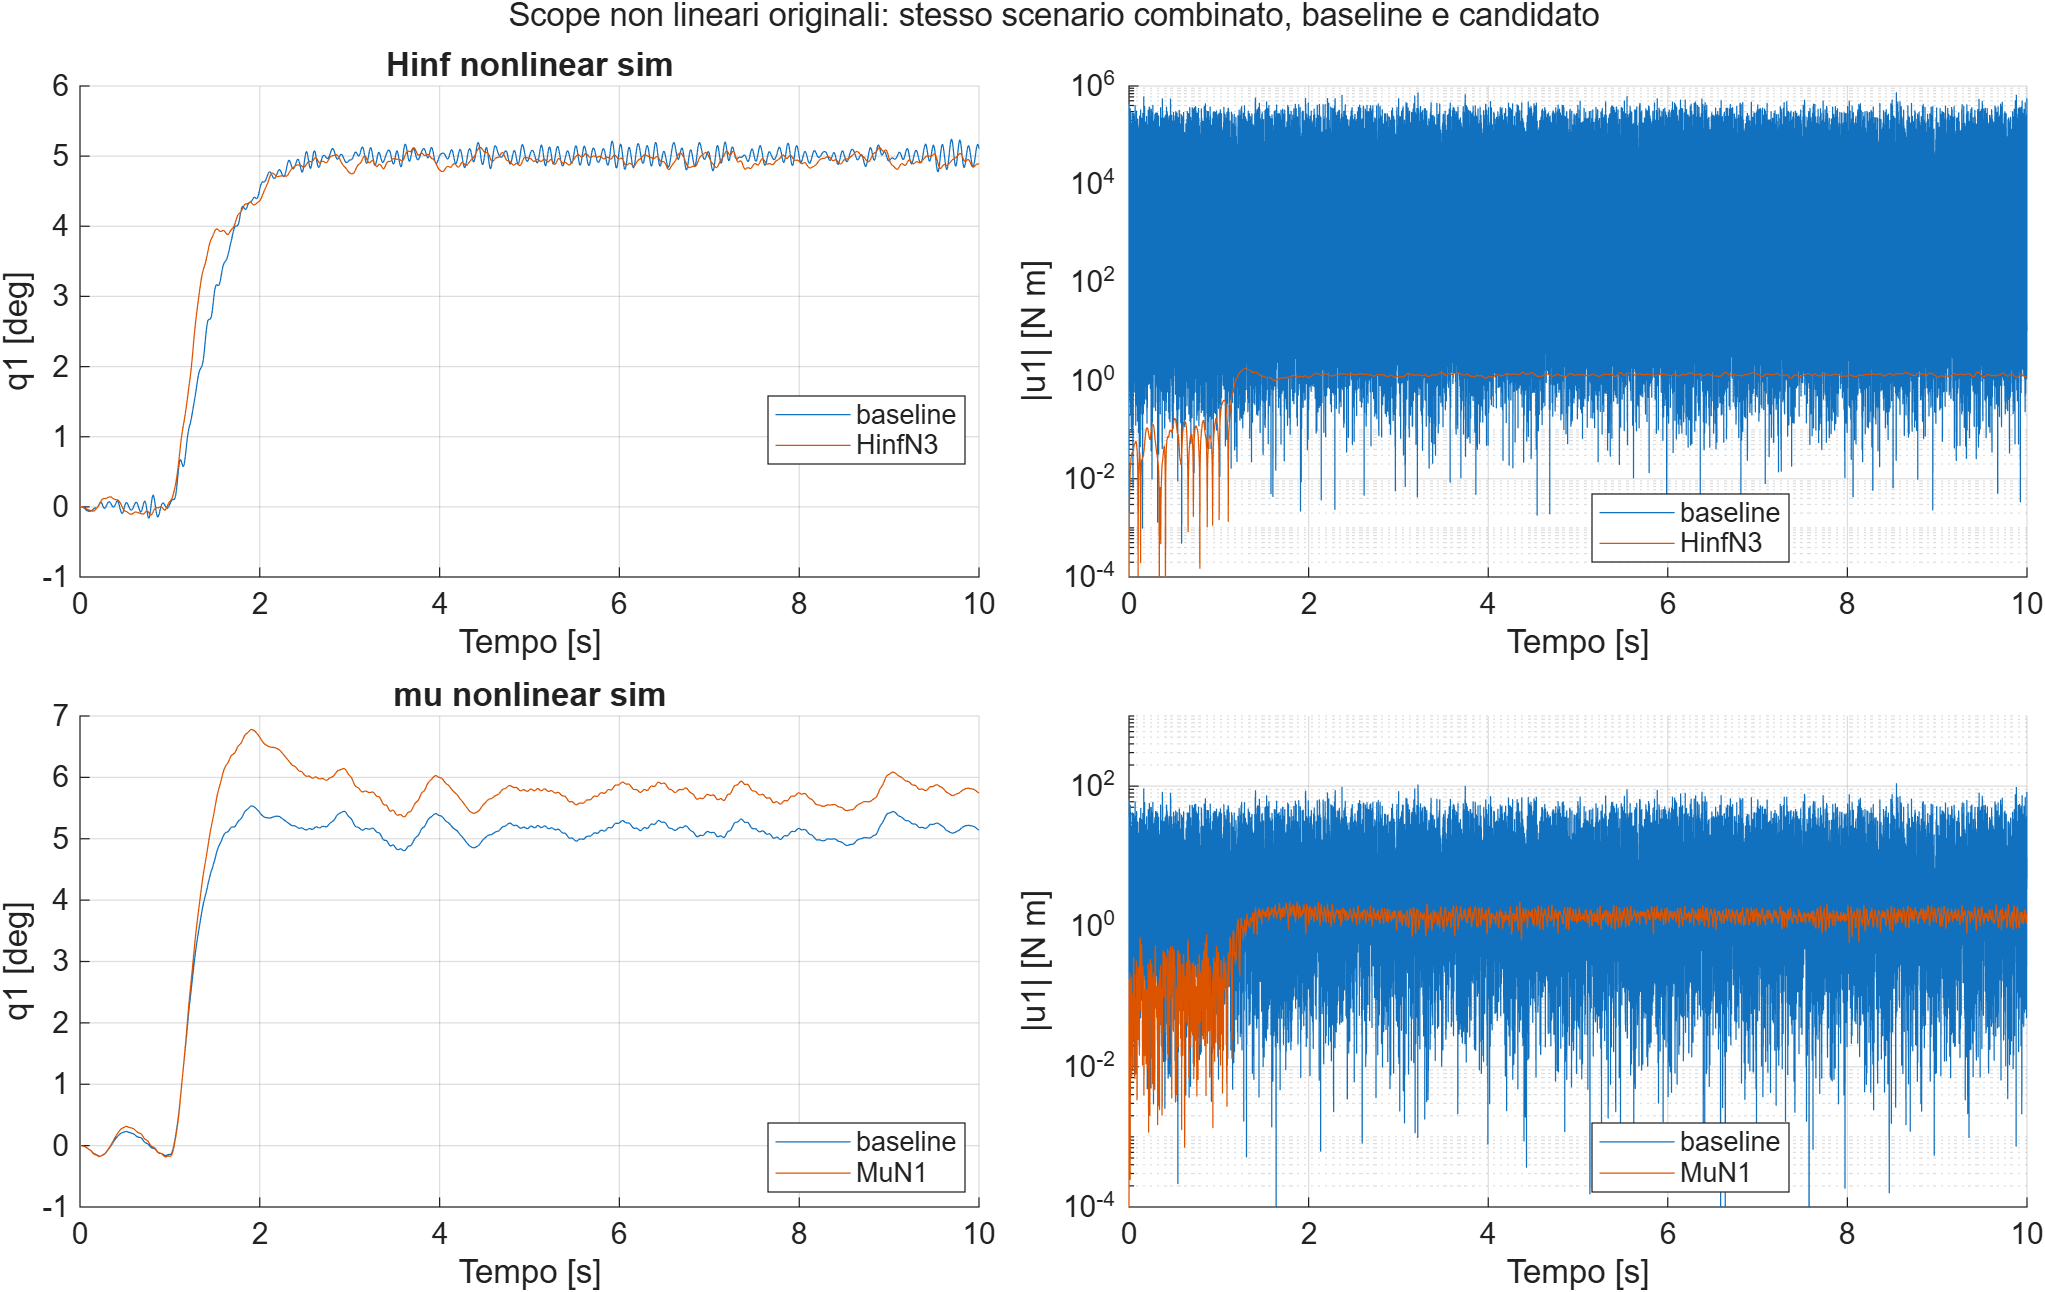 Scope non lineari originali: stesso scenario combinato, baseline e candidato
Hinf nonlinear sim
6
5
4
3
2
1
0
-1
q1 [deg]
0 2 4 6 8 10
Tempo [s]
baseline
HinfN3
10^6
10^4
10^2
10^0
10^-2
10^-4
|u1| [N m]
0 2 4 6 8 10
Tempo [s]
baseline
HinfN3
mu nonlinear sim
7
6
5
4
3
2
1
0
-1
q1 [deg]
0 2 4 6 8 10
Tempo [s]
baseline
MuN1
10^2
10^0
10^-2
10^-4
|u1| [N m]
0 2 4 6 8 10
Tempo [s]
baseline
MuN1